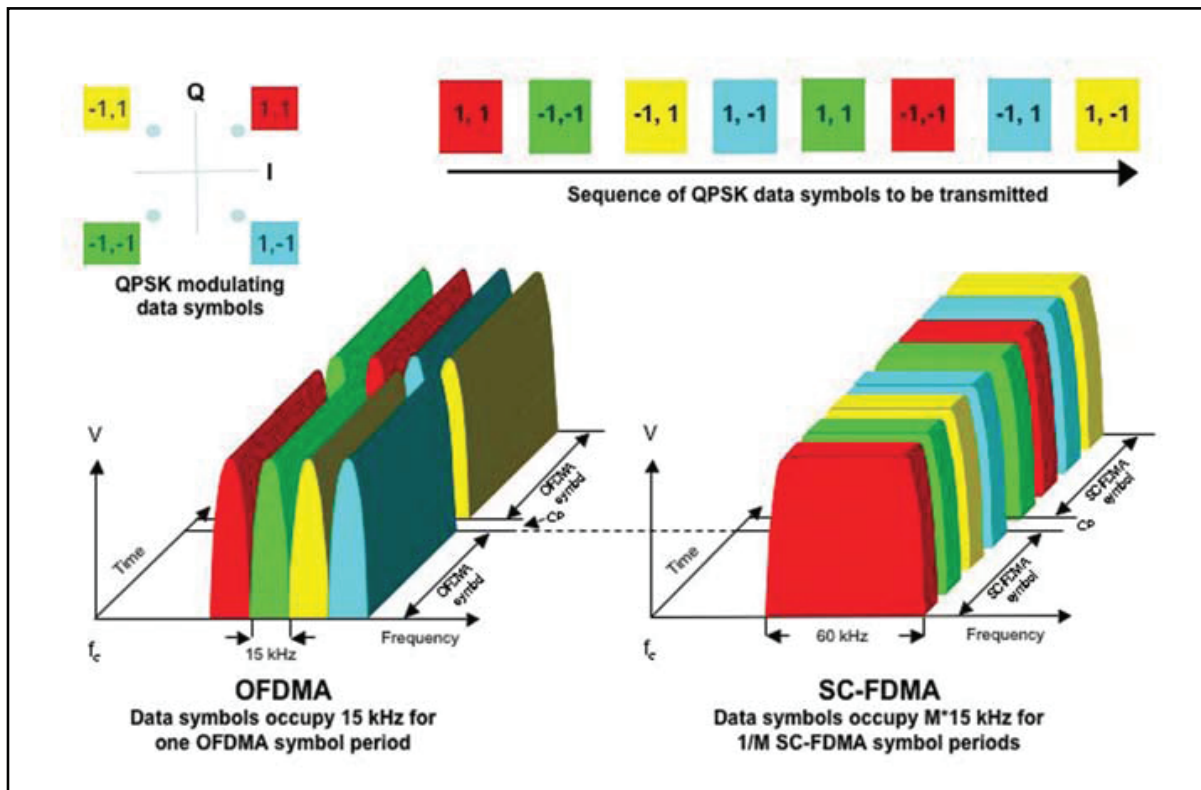 -1,1
Q
1,1
I
-1,-1
1,-1
QPSK modulating
data symbols
1, 1
-1,-1
-1, 1
1, -1
1, 1
-1,-1
-1, 1
1, -1
Sequence of QPSK data symbols to be transmitted
V
Time
fc
15 kHz
Frequency
OFDMA
symbol
CP
OFDMA
symbol
OFDMA
Data symbols occupy 15 kHz for
one OFDMA symbol period
V
Time
fc
60 kHz
Frequency
SC-FDMA
symbol
CP
SC-FDMA
symbol
SC-FDMA
Data symbols occupy M*15 kHz for
1/M SC-FDMA symbol periods